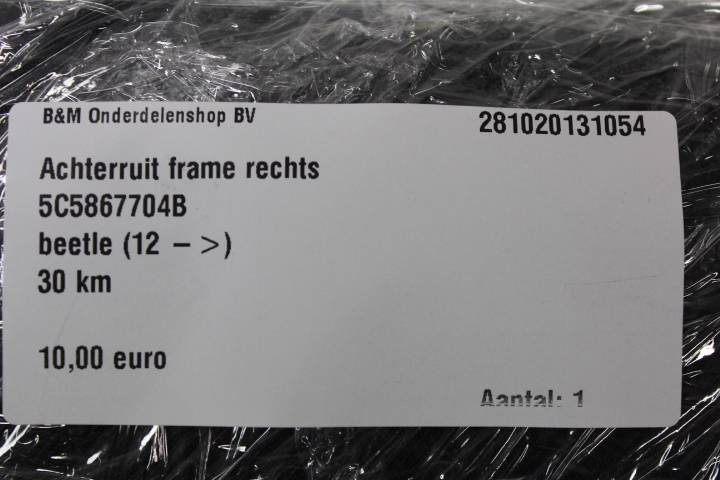 B&M Onderdelenshop BV
281020131054
Achterruit frame rechts
5C5867704B
beetle (12 – >)
30 km
10,00 euro
Aantal: 1